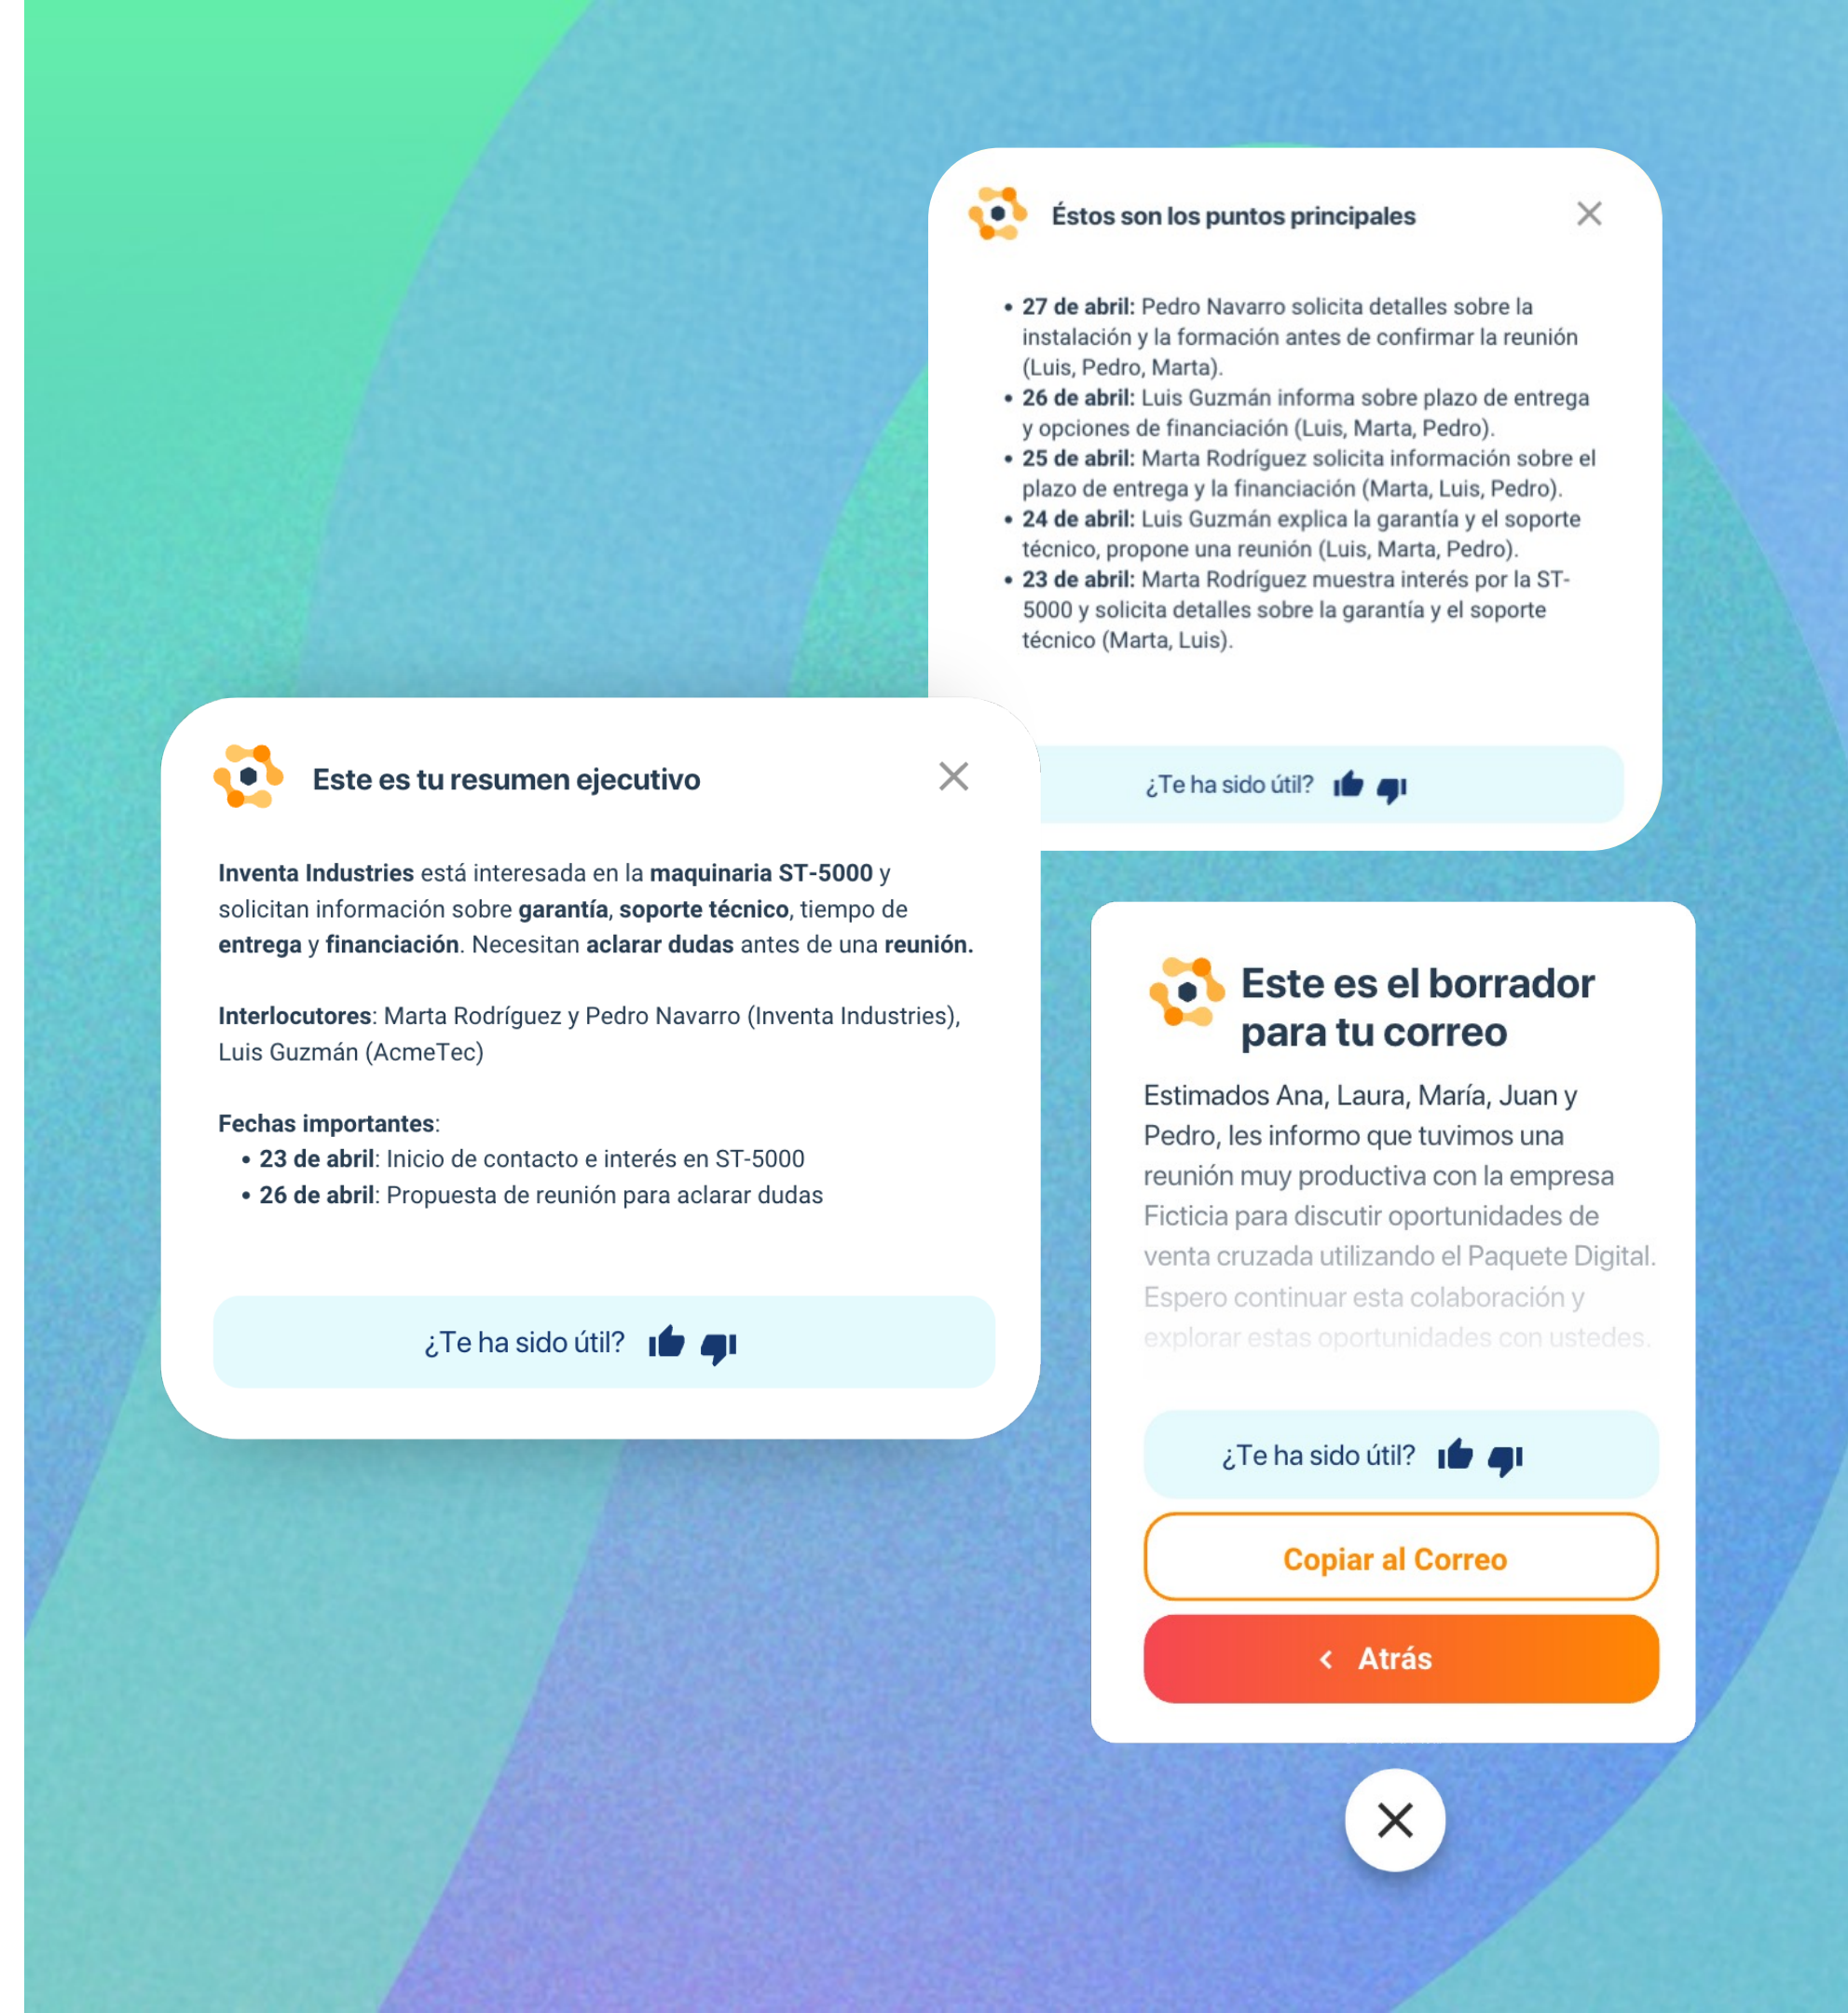 Éstos son los puntos principales
• 27 de abril: Pedro Navarro solicita detalles sobre la
instalación y la formación antes de confirmar la reunión
(Luis, Pedro, Marta).
• 26 de abril: Luis Guzmán informa sobre plazo de entrega
y opciones de financiación (Luis, Marta, Pedro).
• 25 de abril: Marta Rodríguez solicita información sobre el
plazo de entrega y la financiación (Marta, Luis, Pedro).
• 24 de abril: Luis Guzmán explica la garantía y el soporte
técnico, propone una reunión (Luis, Marta, Pedro).
• 23 de abril: Marta Rodríguez muestra interés por la ST-
5000 y solicita detalles sobre la garantía y el soporte
técnico (Marta, Luis).
¿Te ha sido útil?
Este es tu resumen ejecutivo
Inventa Industries está interesada en la maquinaria ST-5000 y
solicitan información sobre garantía, soporte técnico, tiempo de
entrega y financiación. Necesitan aclarar dudas antes de una reunión.
Interlocutores: Marta Rodríguez y Pedro Navarro (Inventa Industries),
Luis Guzmán (AcmeTec)
Fechas importantes:
• 23 de abril: Inicio de contacto e interés en ST-5000
• 26 de abril: Propuesta de reunión para aclarar dudas
¿Te ha sido útil?
Este es el borrador
para tu correo
Estimados Ana, Laura, María, Juan y
Pedro, les informo que tuvimos una
reunión muy productiva con la empresa
Ficticia para discutir oportunidades de
venta cruzada utilizando el Paquete Digital.
Espero continuar esta colaboración y
explorar estas oportunidades con ustedes.
¿Te ha sido útil?
Copiar al Correo
Atrás